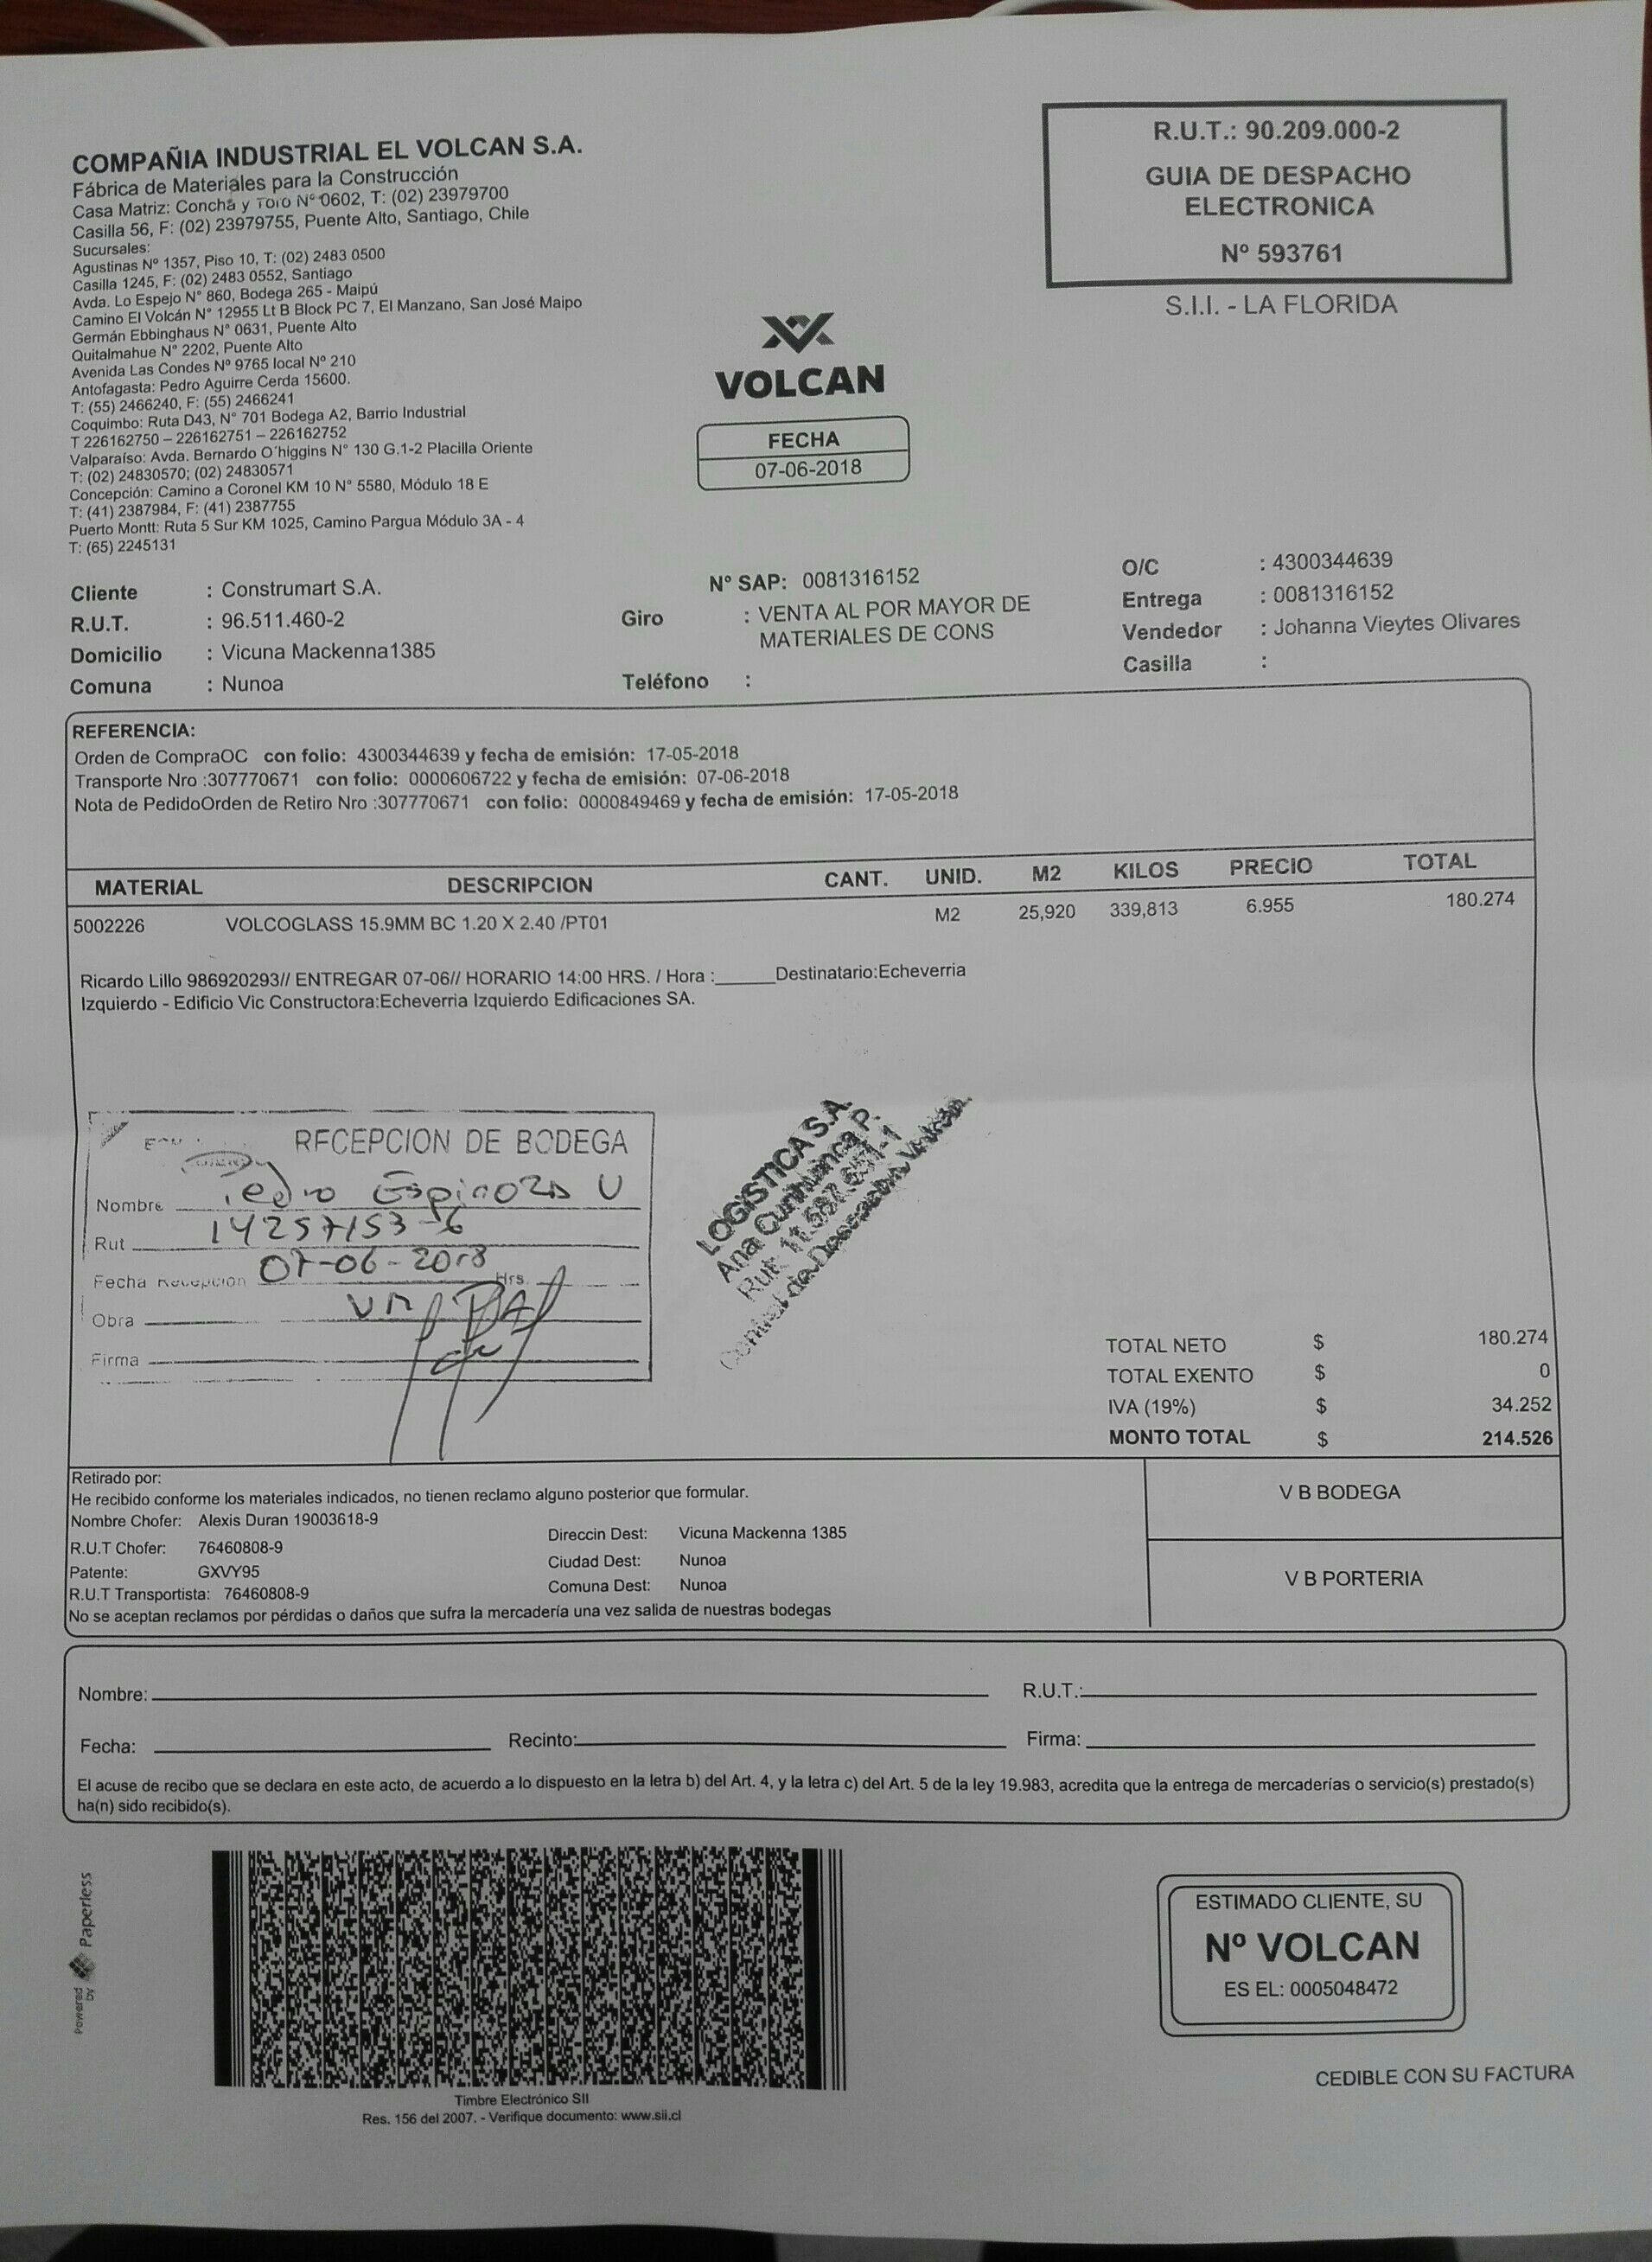 COMPAÑIA INDUSTRIAL EL VOLCAN S.A.
Fábrica de Materiales para la Construcción
Casa Matriz: Concha y Toro N° 0602, T: (02) 23979700
Casilla 56, F: (02) 23979755, Puente Alto, Santiago, Chile
Sucursales:
Agustinas Nº 1357, Piso 10, T: (02) 2483 0500
Casilla 1245, F: (02) 2483 0552, Santiago
Avda. Lo Espejo N° 860, Bodega 265 - Maipú
Camino El Volcán N° 12955 Lt B Block PC 7, El Manzano, San José Maipo
Germán Ebbinghaus N° 0631, Puente Alto
Quitalmahue N° 2202, Puente Alto
Avenida Las Condes Nº 9765 local Nº 210
Antofagasta: Pedro Aguirre Cerda 15600.
T: (55) 2466240, F: (55) 2466241
Coquimbo: Ruta D43, N° 701 Bodega A2, Barrio Industrial
T 226162750 – 226162751 – 226162752
Valparaíso: Avda. Bernardo O´higgins N° 130 G.1-2 Placilla Oriente
T: (02) 24830570; (02) 24830571
Concepción: Camino a Coronel KM 10 N° 5580, Módulo 18 E
T: (41) 2387984, F: (41) 2387755
Puerto Montt: Ruta 5 Sur KM 1025, Camino Pargua Módulo 3A - 4
T: (65) 2245131
R.U.T.: 90.209.000-2
GUIA DE DESPACHO
ELECTRONICA
Nº 593761
S.I.I. - LA FLORIDA
VOLCAN
FECHA
07-06-2018
Cliente : Construmart S.A.
R.U.T. : 96.511.460-2
Domicilio : Vicuna Mackenna1385
Comuna : Nunoa
N° SAP: 0081316152
Giro : VENTA AL POR MAYOR DE
MATERIALES DE CONS
Teléfono :
O/C : 4300344639
Entrega : 0081316152
Vendedor : Johanna Vieytes Olivares
Casilla :
REFERENCIA:
Orden de CompraOC con folio: 4300344639 y fecha de emisión: 17-05-2018
Transporte Nro :307770671 con folio: 0000606722 y fecha de emisión: 07-06-2018
Nota de PedidoOrden de Retiro Nro :307770671 con folio: 0000849469 y fecha de emisión: 17-05-2018
MATERIAL DESCRIPCION CANT. UNID. M2 KILOS PRECIO TOTAL
5002226 VOLCOGLASS 15.9MM BC 1.20 X 2.40 /PT01 M2 25,920 339,813 6.955 180.274
Ricardo Lillo 986920293// ENTREGAR 07-06// HORARIO 14:00 HRS. / Hora :______Destinatario:Echeverria
Izquierdo - Edificio Vic Constructora:Echeverria Izquierdo Edificaciones SA.
RECEPCION DE BODEGA
Nombre Pedro Espinoza U
Rut 14257153-6
Fecha Recepcion 07-06-2018 Hrs.
Obra
Firma
LOGISTICA S.A.
Ana Curihuinca P.
Rut: 11.597.651-1
Control de Despacho Volcán
TOTAL NETO $ 180.274
TOTAL EXENTO $ 0
IVA (19%) $ 34.252
MONTO TOTAL $ 214.526
Retirado por:
He recibido conforme los materiales indicados, no tienen reclamo alguno posterior que formular.
Nombre Chofer: Alexis Duran 19003618-9
R.U.T Chofer: 76460808-9
Patente: GXVY95
R.U.T Transportista: 76460808-9
Direccin Dest: Vicuna Mackenna 1385
Ciudad Dest: Nunoa
Comuna Dest: Nunoa
No se aceptan reclamos por pérdidas o daños que sufra la mercadería una vez salida de nuestras bodegas
V B BODEGA
V B PORTERIA
Nombre: R.U.T.:
Fecha: Recinto: Firma:
El acuse de recibo que se declara en este acto, de acuerdo a lo dispuesto en la letra b) del Art. 4, y la letra c) del Art. 5 de la ley 19.983, acredita que la entrega de mercaderías o servicio(s) prestado(s)
ha(n) sido recibido(s).
Powered by Paperless
Timbre Electrónico SII
Res. 156 del 2007. - Verifique documento: www.sii.cl
ESTIMADO CLIENTE, SU
Nº VOLCAN
ES EL: 0005048472
CEDIBLE CON SU FACTURA